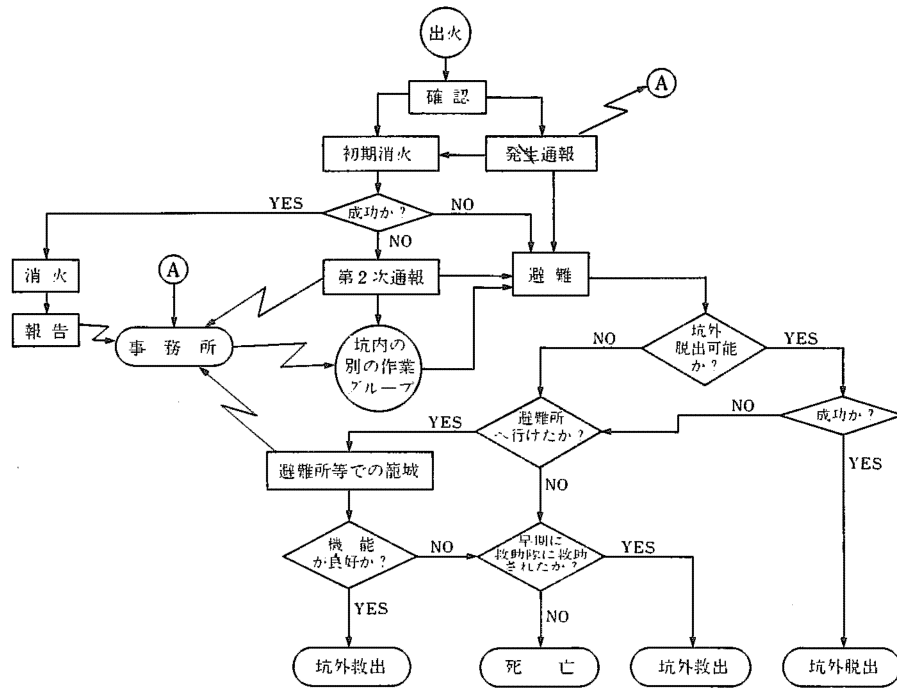 出火
確認
A
初期消火
発生通報
YES
成功か?
NO
NO
消火
A
第2次通報
避難
報告
事務所
坑内の
別の作業
グループ
NO
坑外
脱出可能
か?
YES
YES
避難所
へ行けたか?
NO
成功か?
避難所等での籠城
NO
YES
機能
が良好か?
NO
早期に
救助隊に救助
されたか?
YES
YES
NO
坑外救出
死亡
坑外救出
坑外脱出